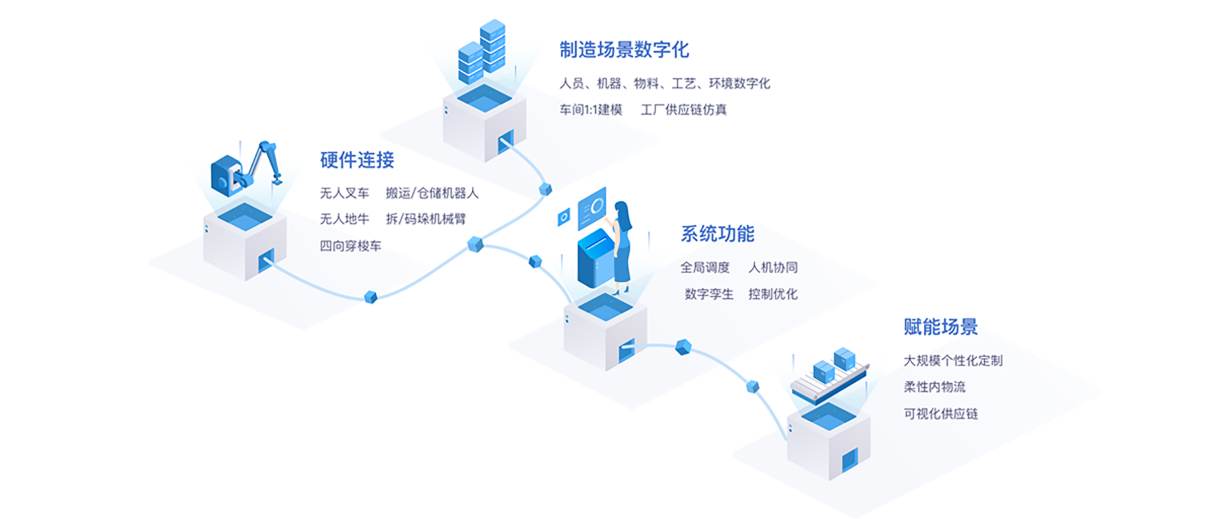 制造场景数字化
人员、机器、物料、工艺、环境数字化
车间1:1建模 工厂供应链仿真
硬件连接
无人叉车 搬运/仓储机器人
无人地牛 拆/码垛机械臂
四向穿梭车
系统功能
全局调度 人机协同
数字孪生 控制优化
赋能场景
大规模个性化定制
柔性内物流
可视化供应链